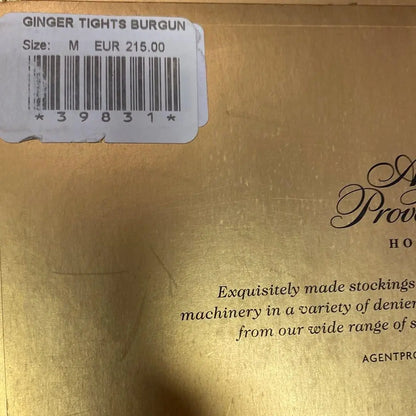 GINGER TIGHTS BURGUN
Size: M EUR 215.00
*39831*
A
Prov
HO
Exquisitely made stockings
machinery in a variety of denier
from our wide range of s
AGENTPRO